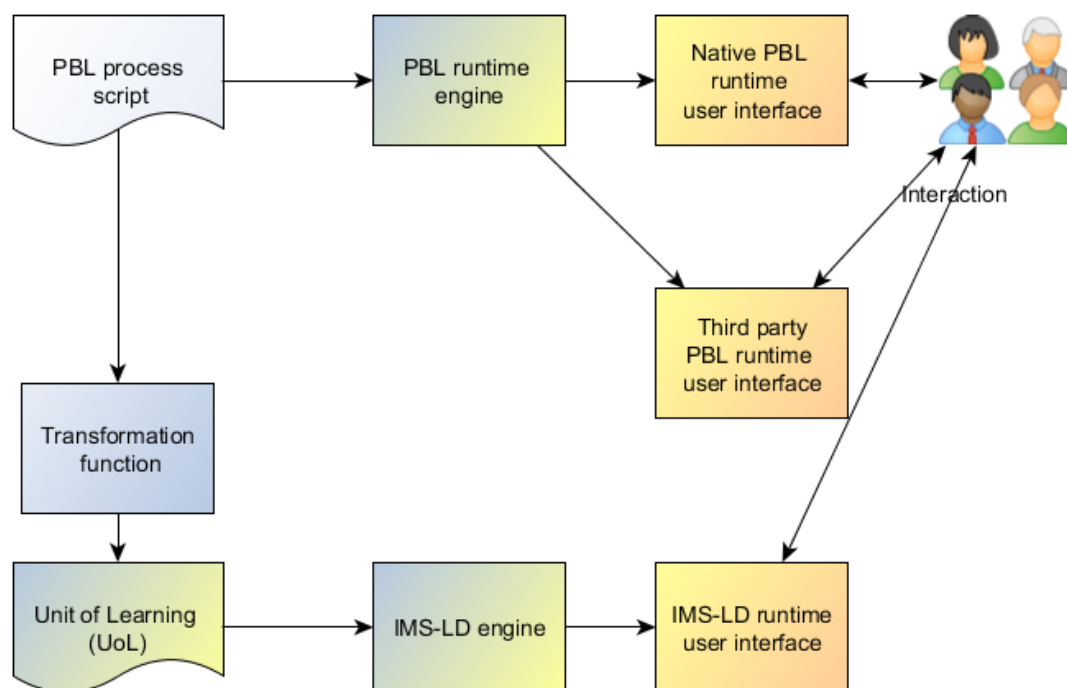 PBL process
script
PBL runtime
engine
Native PBL
runtime
user interface
Interaction
Third party
PBL runtime
user interface
Transformation
function
Unit of Learning
(UoL)
IMS-LD engine
IMS-LD runtime
user interface